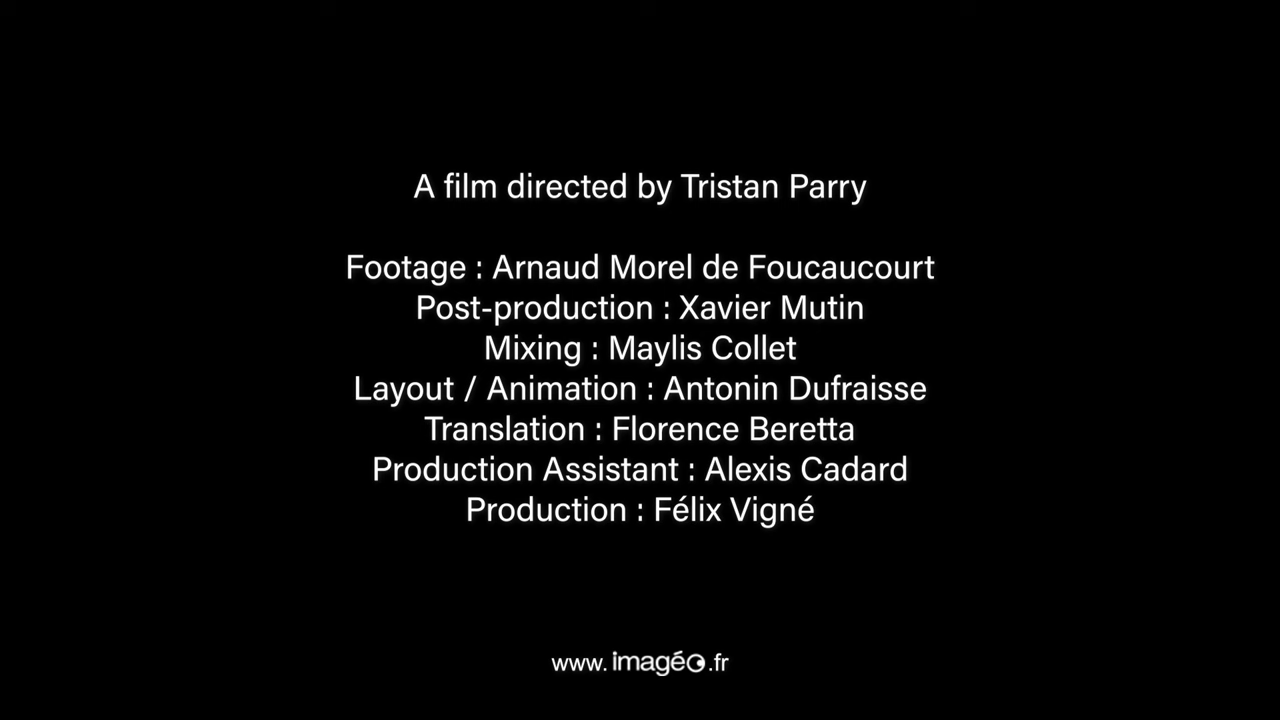 A film directed by Tristan Parry
Footage : Arnaud Morel de Foucaucourt
Post-production : Xavier Mutin
Mixing : Maylis Collet
Layout / Animation : Antonin Dufraisse
Translation : Florence Beretta
Production Assistant : Alexis Cadard
Production : Félix Vigné
www.imagéo.fr